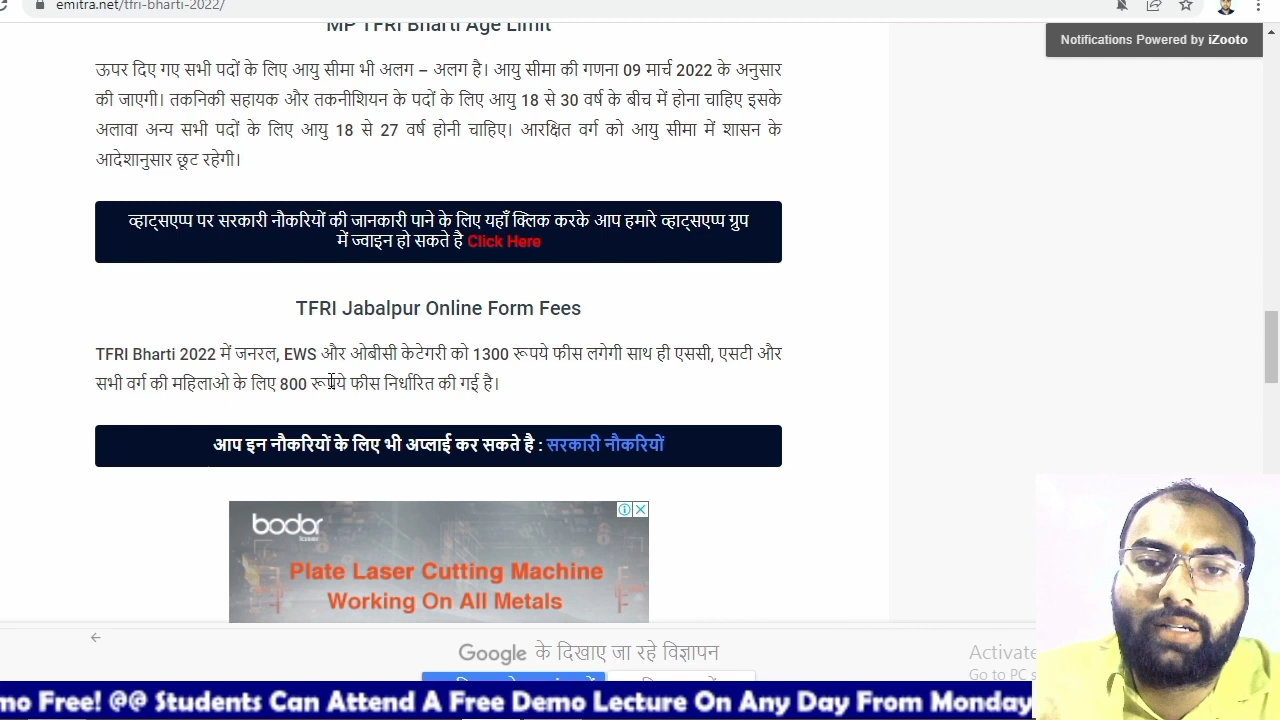 emitra.net/tfri-bharti-2022/
MP TFRI Bharti Age Limit
Notifications Powered by iZooto
ऊपर दिए गए सभी पदों के लिए आयु सीमा भी अलग – अलग है। आयु सीमा की गणना 09 मार्च 2022 के अनुसार
की जाएगी। तकनिकी सहायक और तकनीशियन के पदों के लिए आयु 18 से 30 वर्ष के बीच में होना चाहिए इसके
अलावा अन्य सभी पदों के लिए आयु 18 से 27 वर्ष होनी चाहिए। आरक्षित वर्ग को आयु सीमा में शासन के
आदेशानुसार छूट रहेगी।
व्हाट्सएप्प पर सरकारी नौकरियों की जानकारी पाने के लिए यहाँ क्लिक करके आप हमारे व्हाट्सएप्प ग्रुप
में ज्वाइन हो सकते है Click Here
TFRI Jabalpur Online Form Fees
TFRI Bharti 2022 में जनरल, EWS और ओबीसी केटेगरी को 1300 रूपये फीस लगेगी साथ ही एससी, एसटी और
सभी वर्ग की महिलाओ के लिए 800 रूपये फीस निर्धारित की गई है।
आप इन नौकरियों के लिए भी अप्लाई कर सकते है : सरकारी नौकरियों
bodor
Plate Laser Cutting Machine
Working On All Metals
Google के दिखाए जा रहे विज्ञापन
Activate
Go to PC s
mo Free! @@ Students Can Attend A Free Demo Lecture On Any Day From Monday